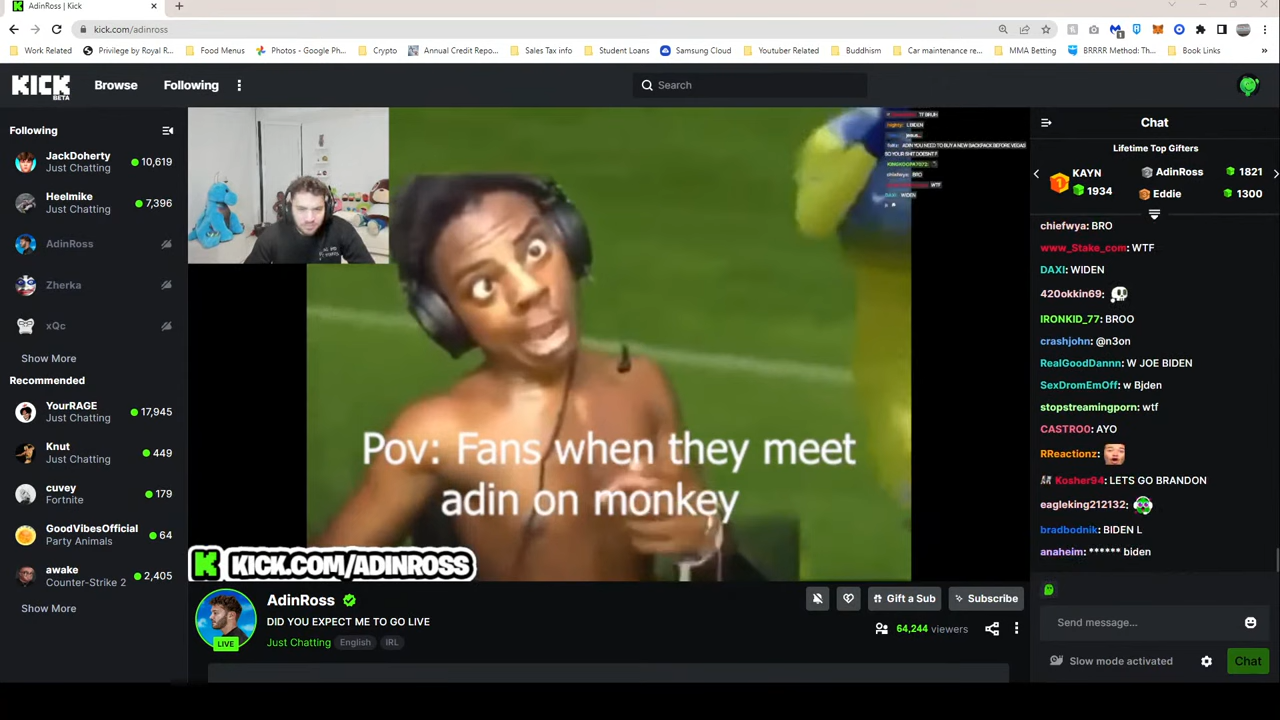 AdinRoss | Kick
kick.com/adinross
Work Related
Privilege by Royal R...
Food Menus
Photos - Google Ph...
Crypto
Annual Credit Repo...
Sales Tax info
Student Loans
Samsung Cloud
Youtuber Related
Buddhism
Car maintenance re...
MMA Betting
BRRRR Method: Th...
Book Links
KICK
BETA
Browse
Following
Search
Following
JackDoherty
10,619
Just Chatting
Heelmike
7,396
Just Chatting
AdinRoss
Zherka
xQc
Show More
Recommended
YourRAGE
17,945
Just Chatting
Knut
449
Just Chatting
cuvey
179
Fortnite
GoodVibesOfficial
64
Party Animals
awake
2,405
Counter-Strike 2
Show More
Pov: Fans when they meet
adin on monkey
K KICK.COM/ADINROSS
AdinRoss
LIVE
DID YOU EXPECT ME TO GO LIVE
Just Chatting English IRL
Gift a Sub
Subscribe
64,244 viewers
Chat
Lifetime Top Gifters
1 KAYN
1934
AdinRoss 1821
Eddie 1300
chiefwya: BRO
www_Stake_com: WTF
DAXI: WIDEN
420okkin69:
IRONKID_77: BROO
crashjohn: @n3on
RealGoodDannn: W JOE BIDEN
SexDromEmOff: w Bjden
stopstreamingporn: wtf
CASTRO0: AYO
RReactionz:
Kosher94: LETS GO BRANDON
eagleking212132:
bradbodnik: BIDEN L
anaheim: ****** biden
Send message...
Slow mode activated
Chat